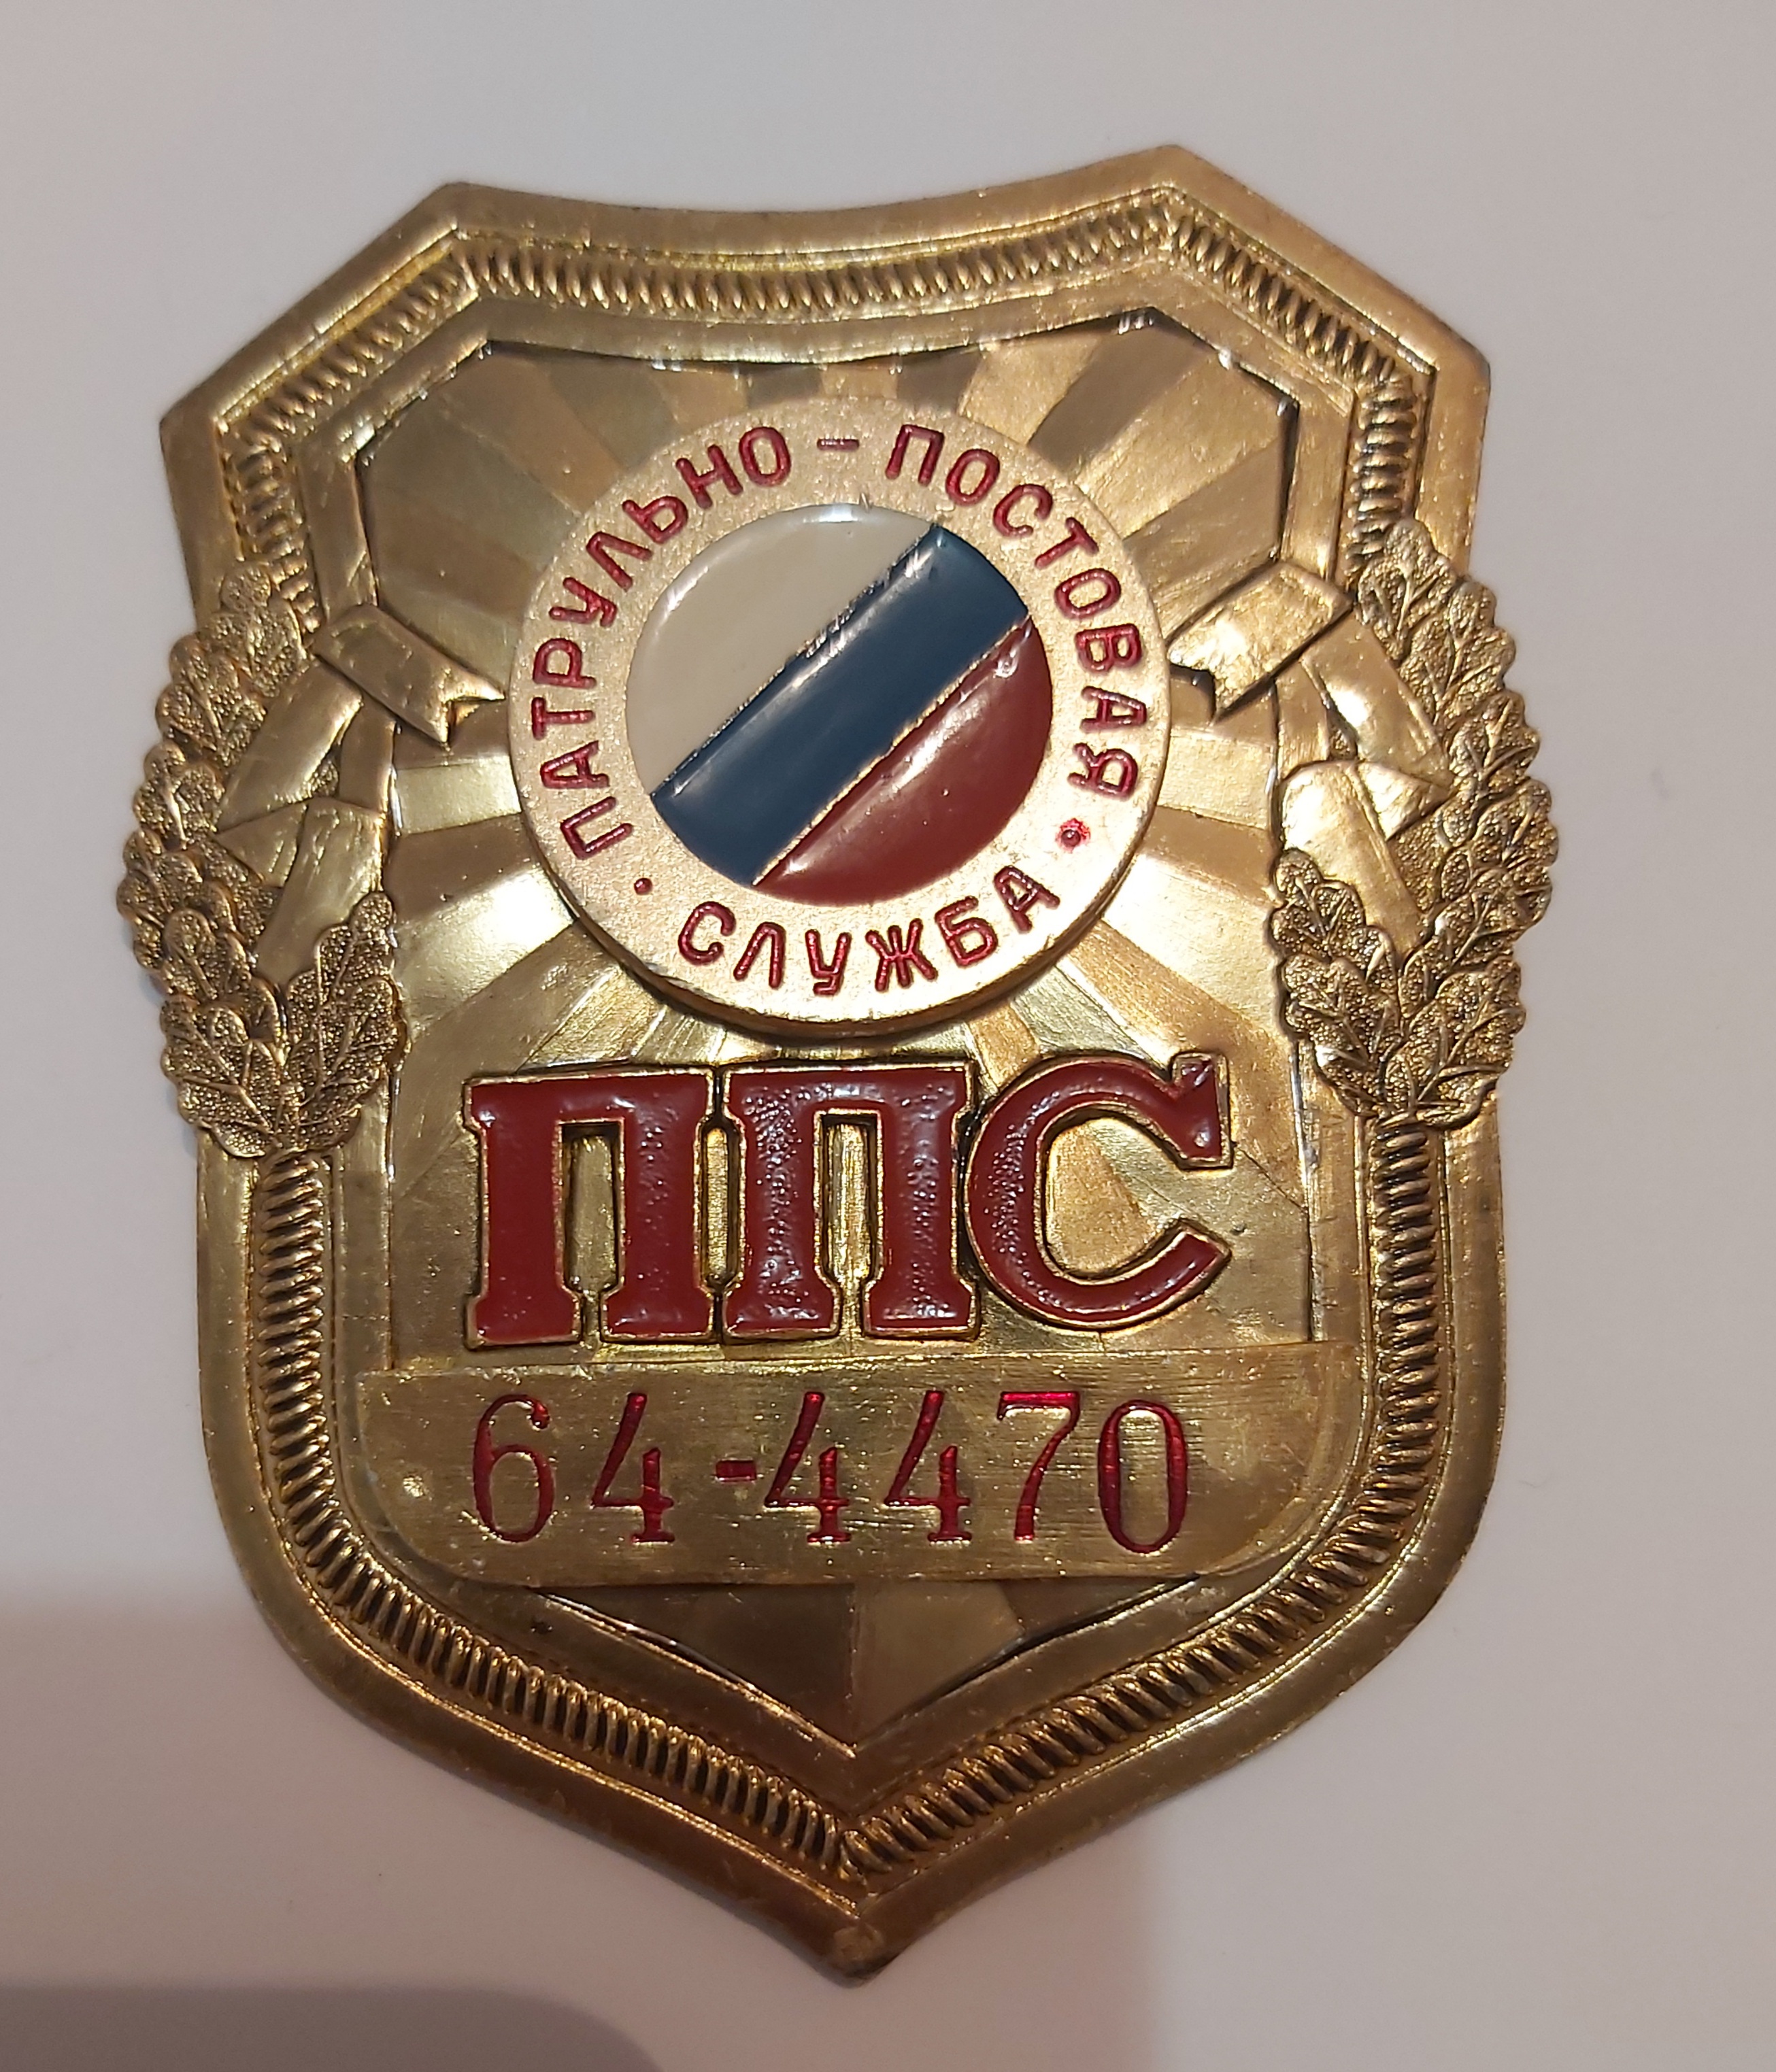 ПАТРУЛЬНО - ПОСТОВАЯ
• СЛУЖБА •
ППС
64-4470